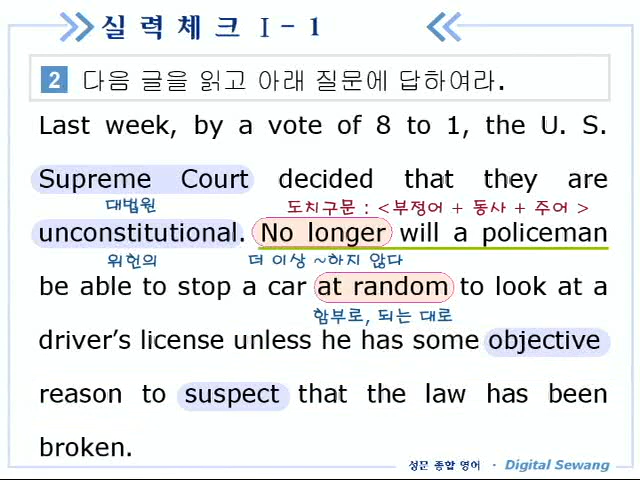 실력체크 I - 1
2 다음 글을 읽고 아래 질문에 답하여라.
Last week, by a vote of 8 to 1, the U. S.
Supreme Court decided that they are
대법원
도치구문 : <부정어 + 동사 + 주어>
unconstitutional. No longer will a policeman
위헌의
더 이상 ~하지 않다
be able to stop a car at random to look at a
함부로, 되는 대로
driver's license unless he has some objective
reason to suspect that the law has been
broken.
성문 종합 영어 · Digital Sewang